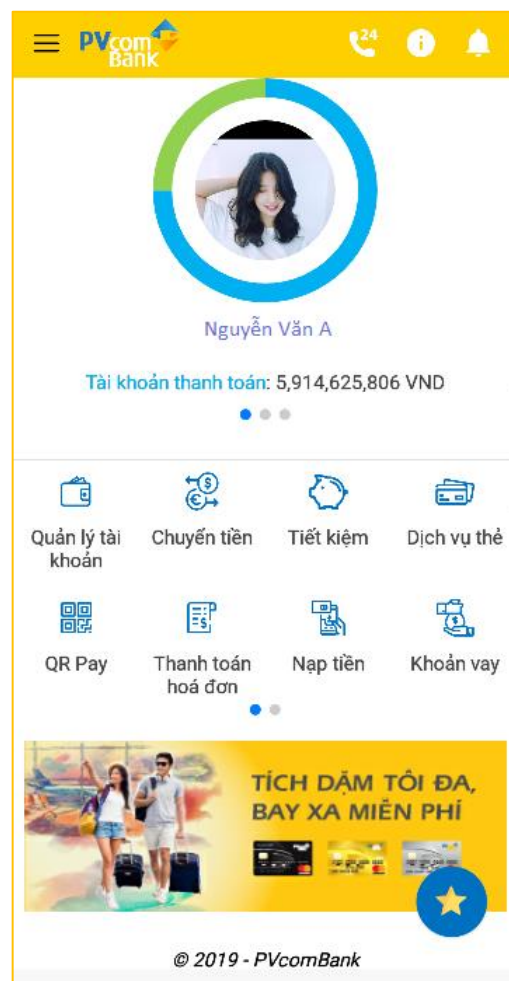 PVcom
Bank
24
Nguyễn Văn A
Tài khoản thanh toán: 5,914,625,806 VND
Quản lý tài
khoản
Chuyển tiền
Tiết kiệm
Dịch vụ thẻ
QR Pay
Thanh toán
hoá đơn
Nạp tiền
Khoản vay
TÍCH DẶM TỐI ĐA,
BAY XA MIỄN PHÍ
© 2019 - PVcomBank